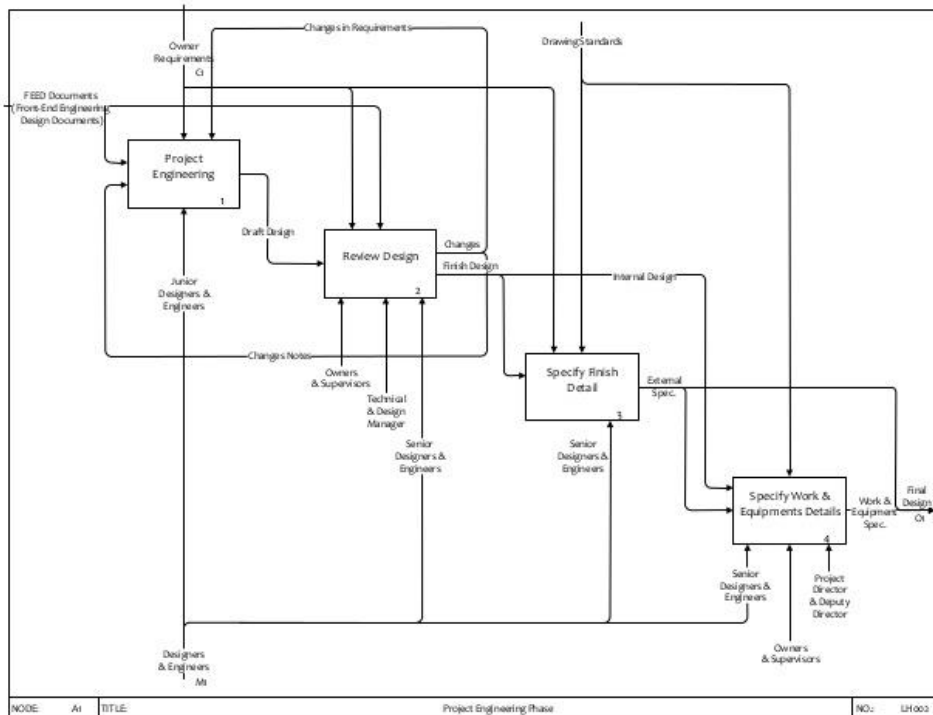 Changes in Requirements
Owner
Requirements
C1
Drawing Standards
FEED Documents
(Front-End Engineering
Design Documents)
Project
Engineering
1
Draft Design
Review Design
2
Changes
Finish Design
Internal Design
Junior
Designers &
Engineers
Changes Notes
Owners
& Supervisors
Technical
& Design
Manager
Specify Finish
Detail
3
External
Spec.
Senior
Designers &
Engineers
Senior
Designers &
Engineers
Specify Work &
Equipments Details
4
Work &
Equipment
Spec.
Final
Design
O1
Senior
Designers &
Engineers
Project
Director
& Deputy
Director
Owners
& Supervisors
Designers
& Engineers
M1
NODE: A1 TITLE: Project Engineering Phase NO.: LH002